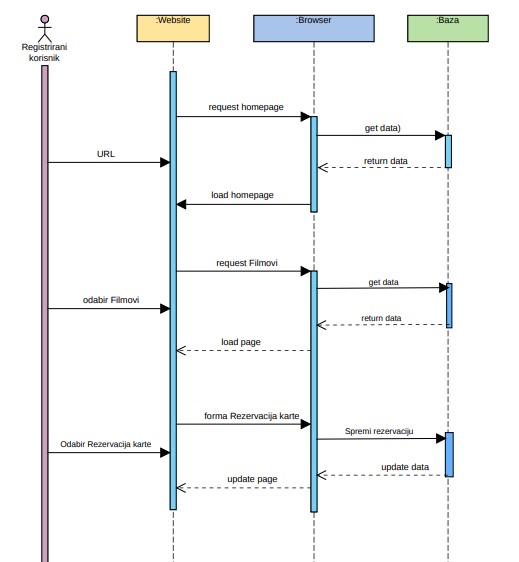 :Website
:Browser
:Baza
Registrirani
korisnik
request homepage
get data)
URL
return data
load homepage
request Filmovi
get data
odabir Filmovi
return data
load page
forma Rezervacija karte
Spremi rezervaciju
Odabir Rezervacija karte
update data
update page